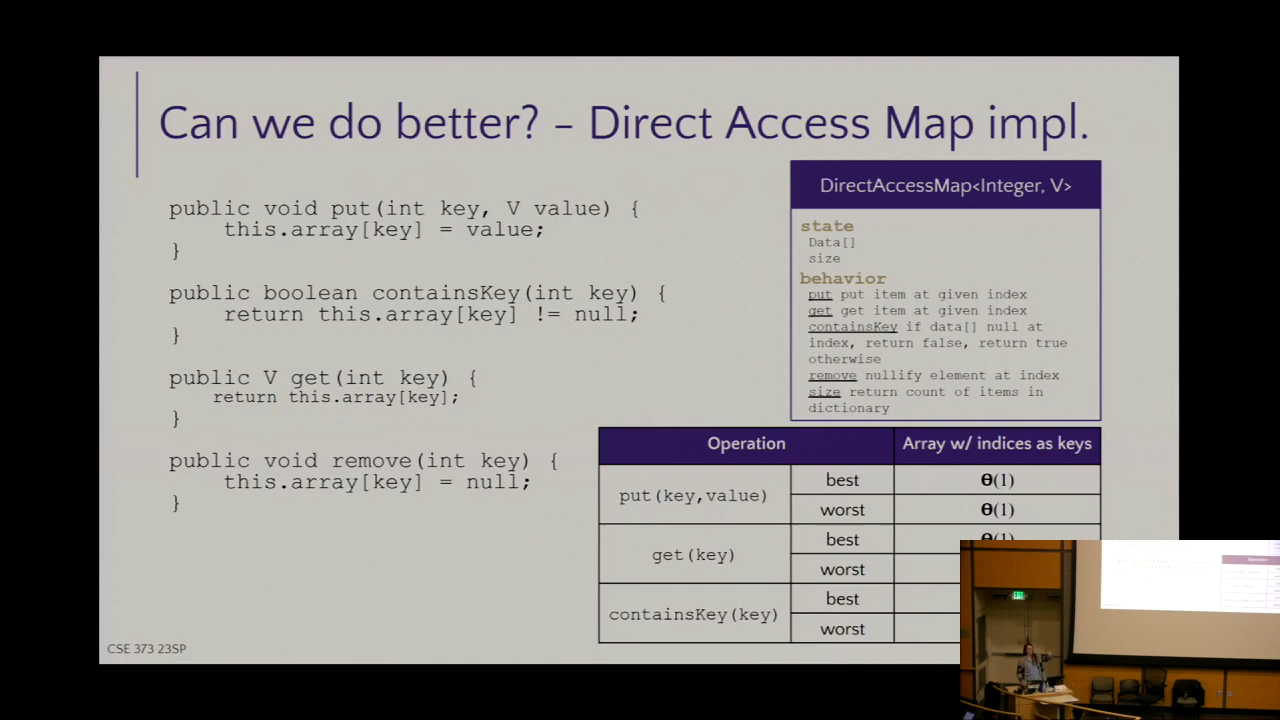 Can we do better? – Direct Access Map impl.
public void put(int key, V value) {
this.array[key] = value;
}
public boolean containsKey(int key) {
return this.array[key] != null;
}
public V get(int key) {
return this.array[key];
}
public void remove(int key) {
this.array[key] = null;
}
DirectAccessMap<Integer, V>
state
Data[]
size
behavior
put put item at given index
get get item at given index
containsKey if data[] null at
index, return false, return true
otherwise
remove nullify element at index
size return count of items in
dictionary
Operation Array w/ indices as keys
put(key,value) best Θ(1)
worst Θ(1)
get(key) best Θ(1)
worst
containsKey(key) best
worst
CSE 373 23SP